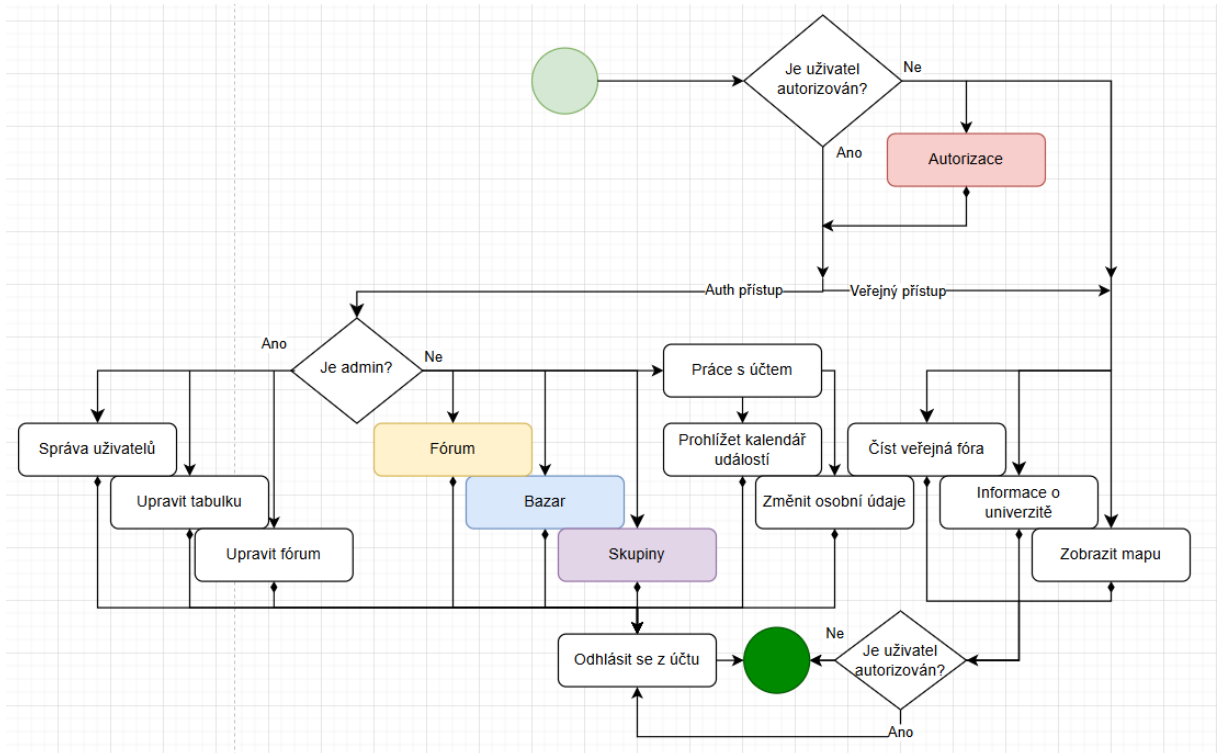 Je uživatel
autorizován?
Ne
Ano
Autorizace
Auth přístup
Veřejný přístup
Ano
Je admin?
Ne
Práce s účtem
Správa uživatelů
Fórum
Prohlížet kalendář
událostí
Číst veřejná fóra
Upravit tabulku
Bazar
Změnit osobní údaje
Informace o
univerzitě
Upravit fórum
Skupiny
Zobrazit mapu
Odhlásit se z účtu
Ne
Je uživatel
autorizován?
Ano